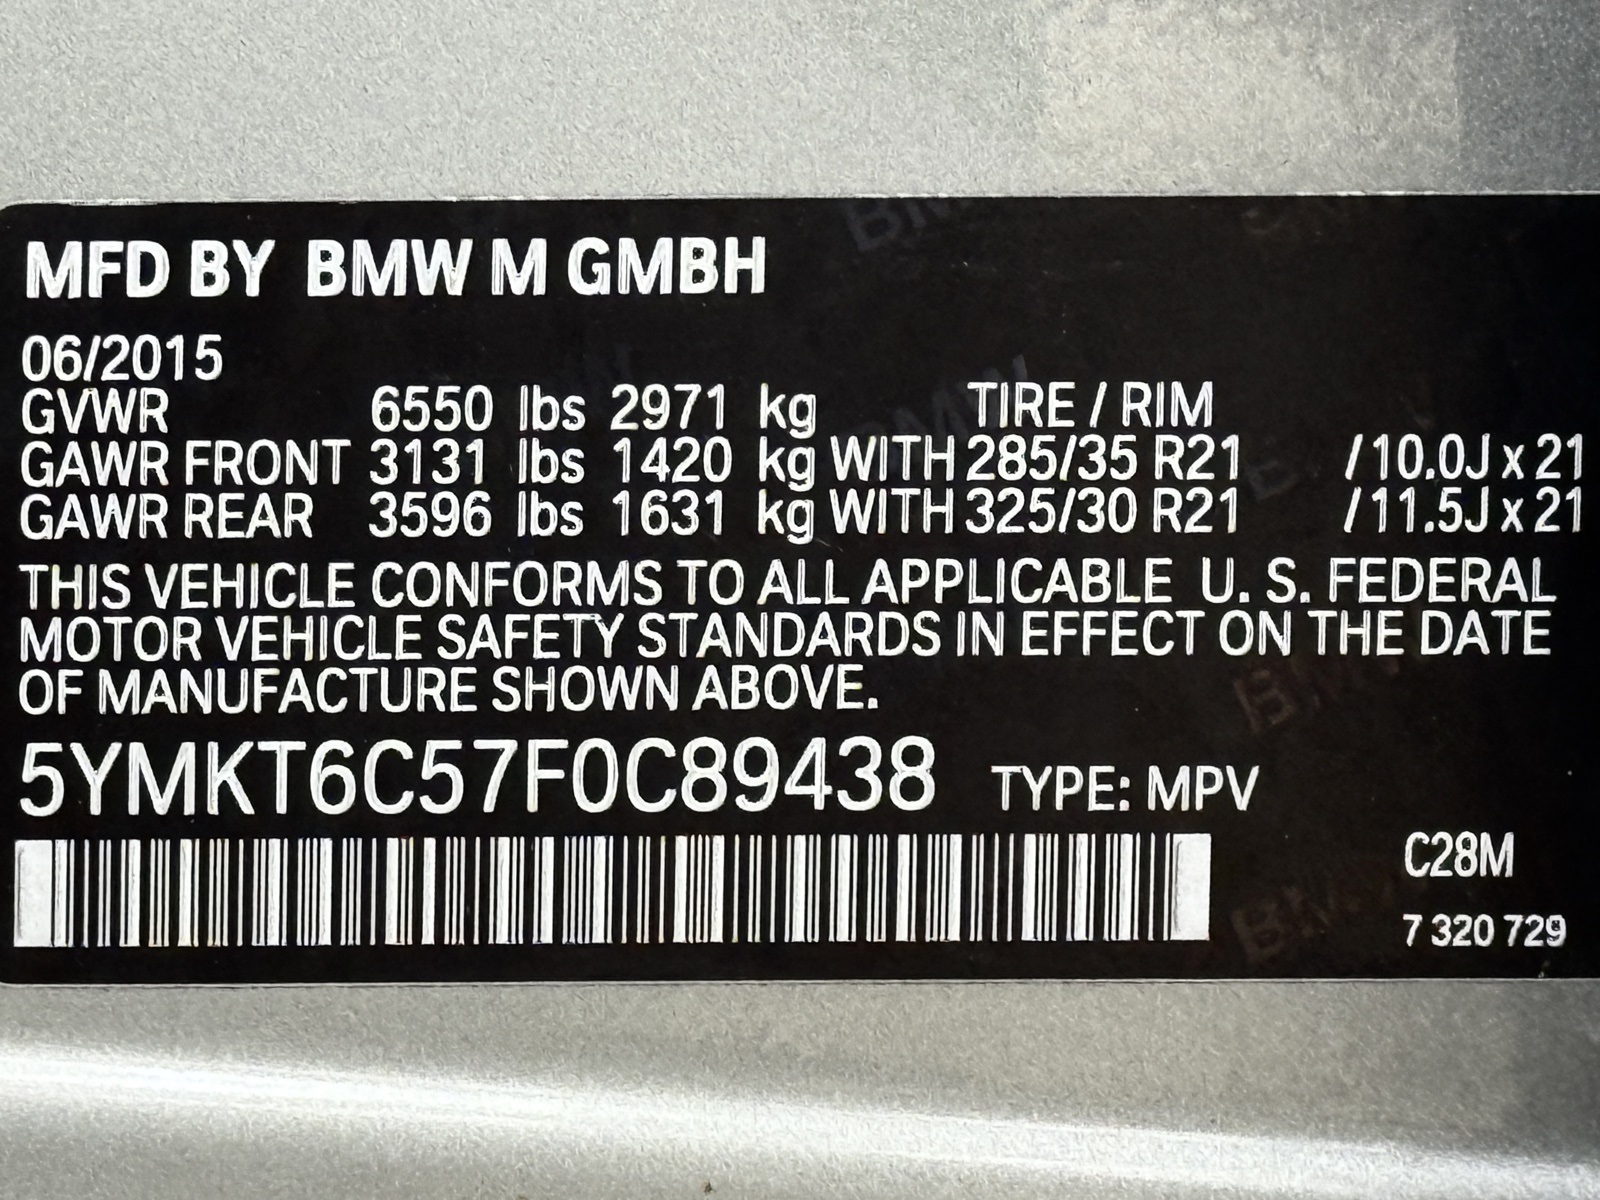 MFD BY BMW M GMBH
06/2015
GVWR 6550 lbs 2971 kg TIRE / RIM
GAWR FRONT 3131 lbs 1420 kg WITH 285/35 R21 /10.0J x 21
GAWR REAR 3596 lbs 1631 kg WITH 325/30 R21 /11.5J x 21
THIS VEHICLE CONFORMS TO ALL APPLICABLE U. S. FEDERAL
MOTOR VEHICLE SAFETY STANDARDS IN EFFECT ON THE DATE
OF MANUFACTURE SHOWN ABOVE.
5YMKT6C57F0C89438 TYPE: MPV
C28M
7 320 729